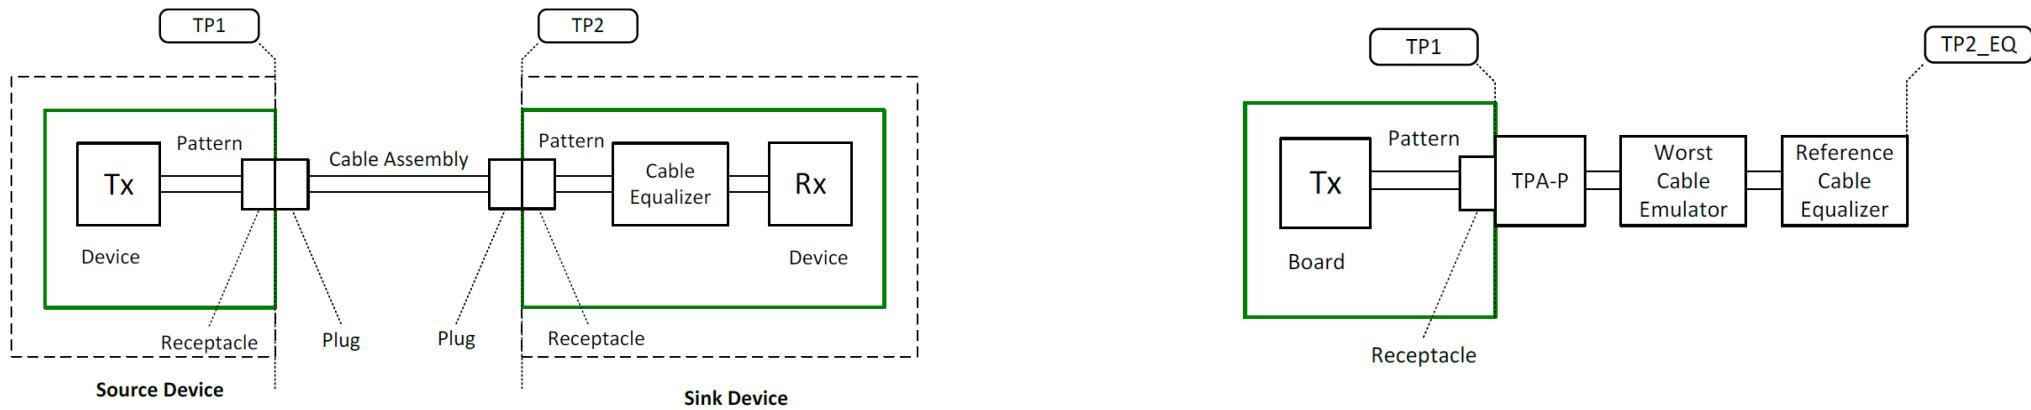 TP1
TP2
Pattern
Tx
Device
Cable Assembly
Pattern
Cable
Equalizer
Rx
Device
Receptacle
Plug
Plug
Receptacle
Source Device
Sink Device
TP1
TP2_EQ
Pattern
Tx
Board
TPA-P
Worst
Cable
Emulator
Reference
Cable
Equalizer
Receptacle